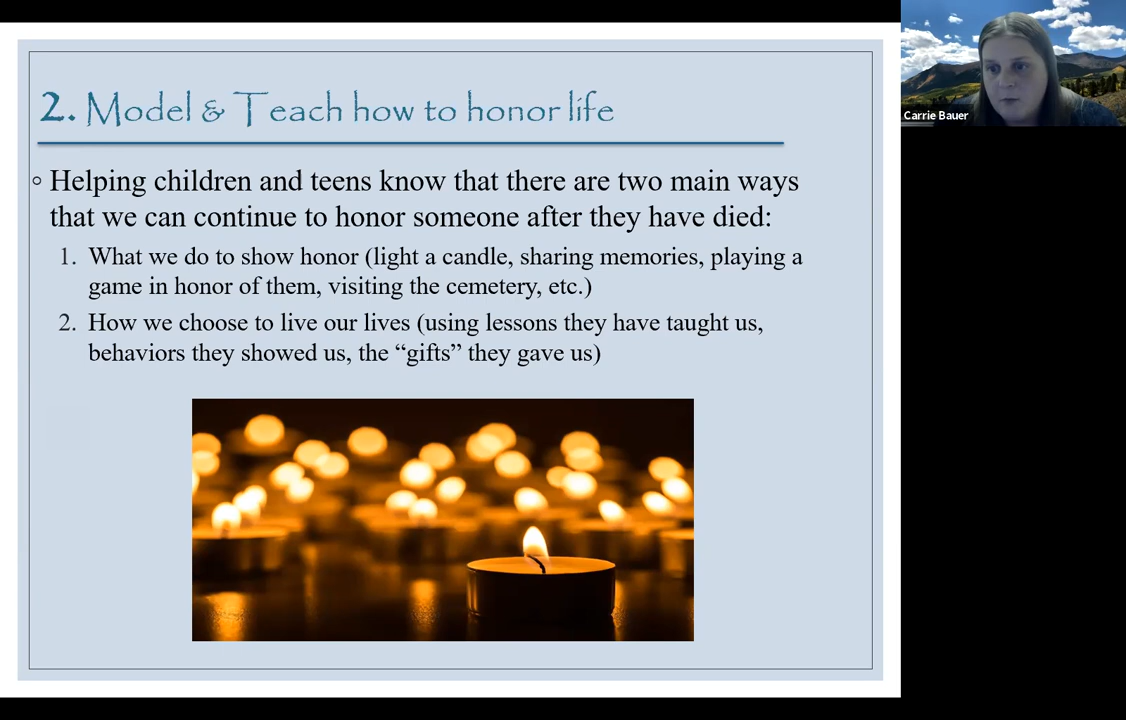 2. Model & Teach how to honor life
Carrie Bauer
◦ Helping children and teens know that there are two main ways
that we can continue to honor someone after they have died:
1. What we do to show honor (light a candle, sharing memories, playing a
game in honor of them, visiting the cemetery, etc.)
2. How we choose to live our lives (using lessons they have taught us,
behaviors they showed us, the “gifts” they gave us)